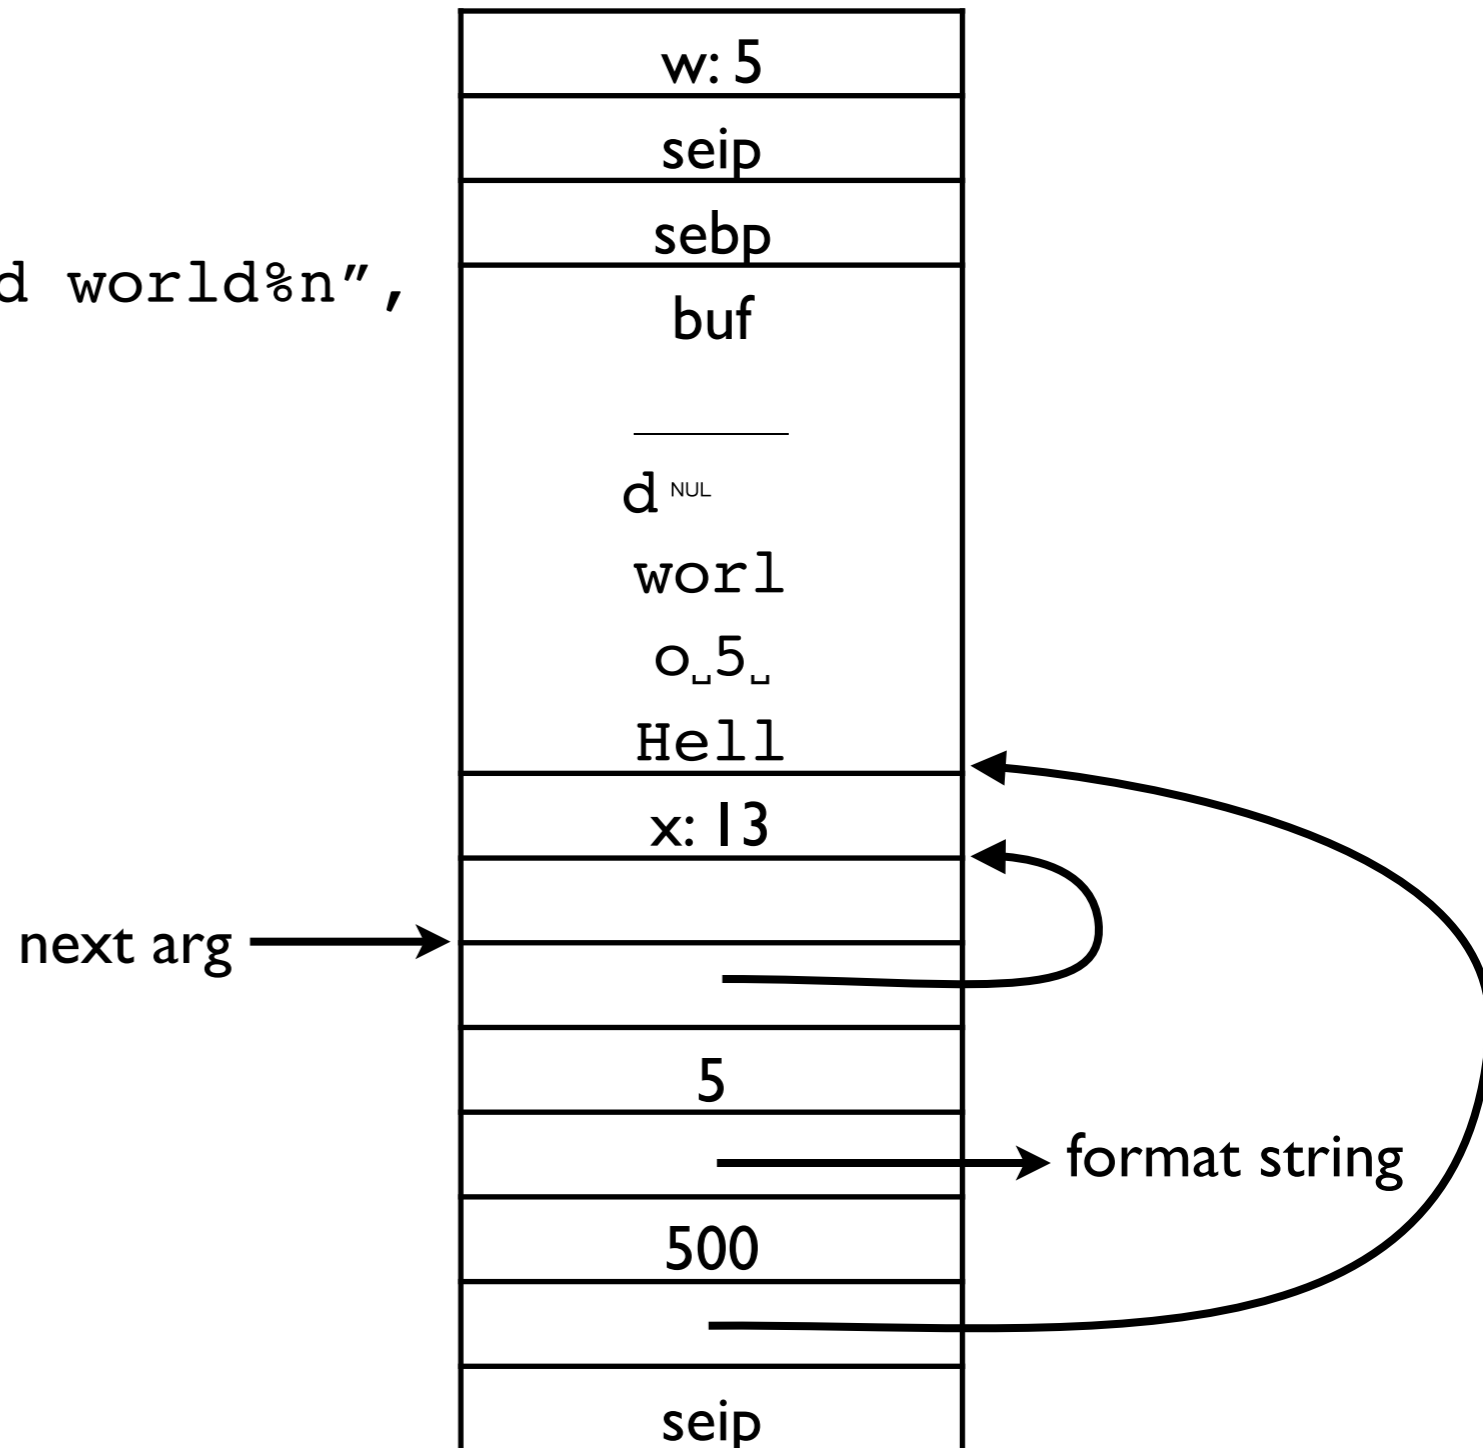 w: 5
seip
sebp
d world%n”,
buf
d NUL
worl
o␣5␣
Hell
x: 13
next arg
5
format string
500
seip